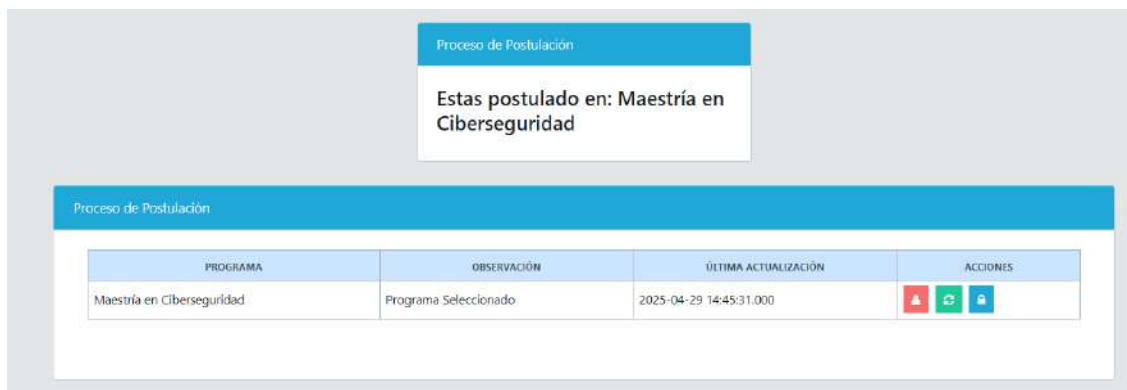 Proceso de Postulación
Estas postulado en: Maestría en
Ciberseguridad
Proceso de Postulación
PROGRAMA OBSERVACIÓN ÚLTIMA ACTUALIZACIÓN ACCIONES
Maestría en Ciberseguridad Programa Seleccionado 2025-04-29 14:45:31.000